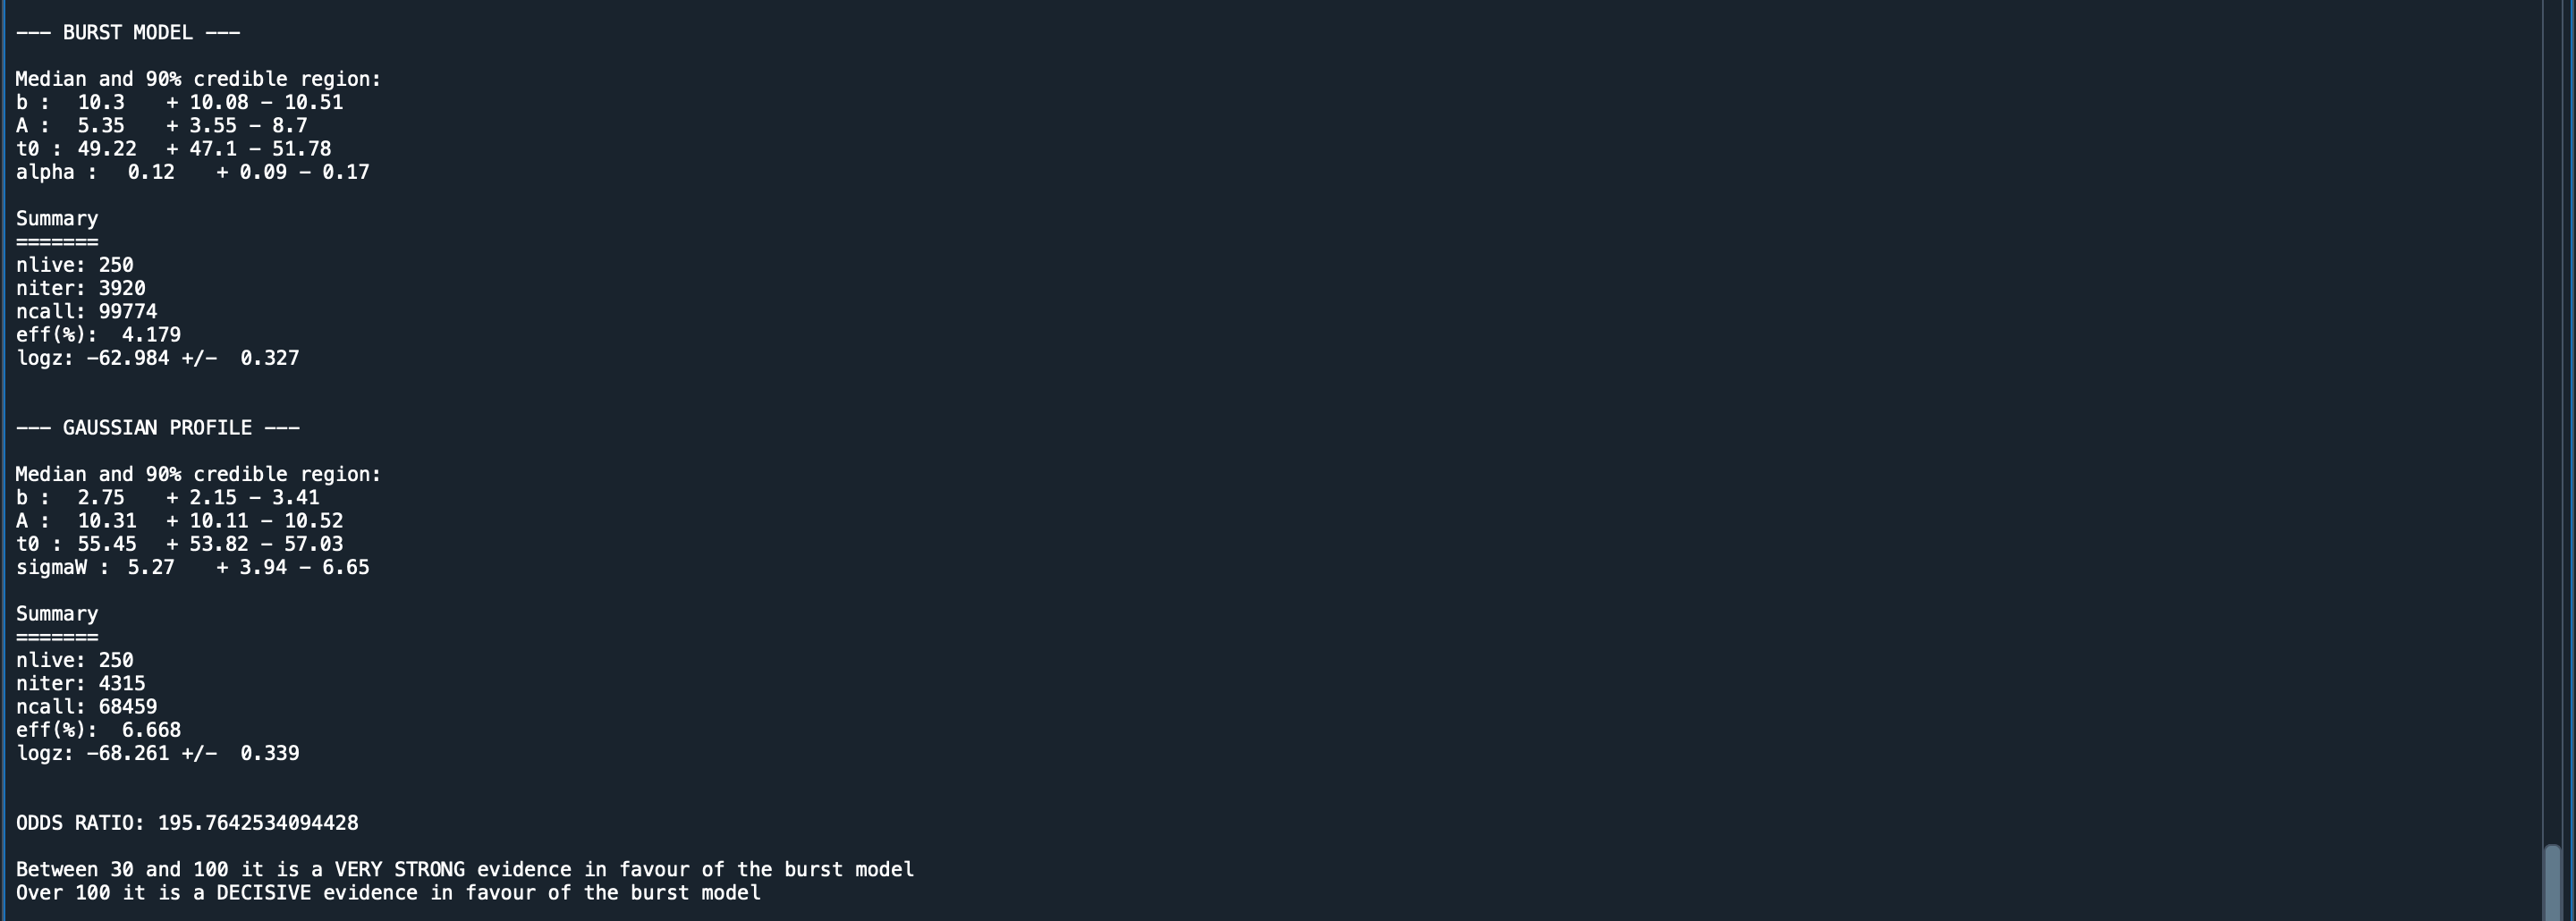 --- BURST MODEL ---
Median and 90% credible region:
b :  10.3   + 10.08 - 10.51
A :  5.35   + 3.55 - 8.7
t0 : 49.22  + 47.1 - 51.78
alpha :  0.12   + 0.09 - 0.17
Summary
=======
nlive: 250
niter: 3920
ncall: 99774
eff(%):  4.179
logz: -62.984 +/-  0.327
--- GAUSSIAN PROFILE ---
Median and 90% credible region:
b :  2.75   + 2.15 - 3.41
A :  10.31  + 10.11 - 10.52
t0 : 55.45  + 53.82 - 57.03
sigmaW : 5.27   + 3.94 - 6.65
Summary
=======
nlive: 250
niter: 4315
ncall: 68459
eff(%):  6.668
logz: -68.261 +/-  0.339
ODDS RATIO: 195.7642534094428
Between 30 and 100 it is a VERY STRONG evidence in favour of the burst model
Over 100 it is a DECISIVE evidence in favour of the burst model